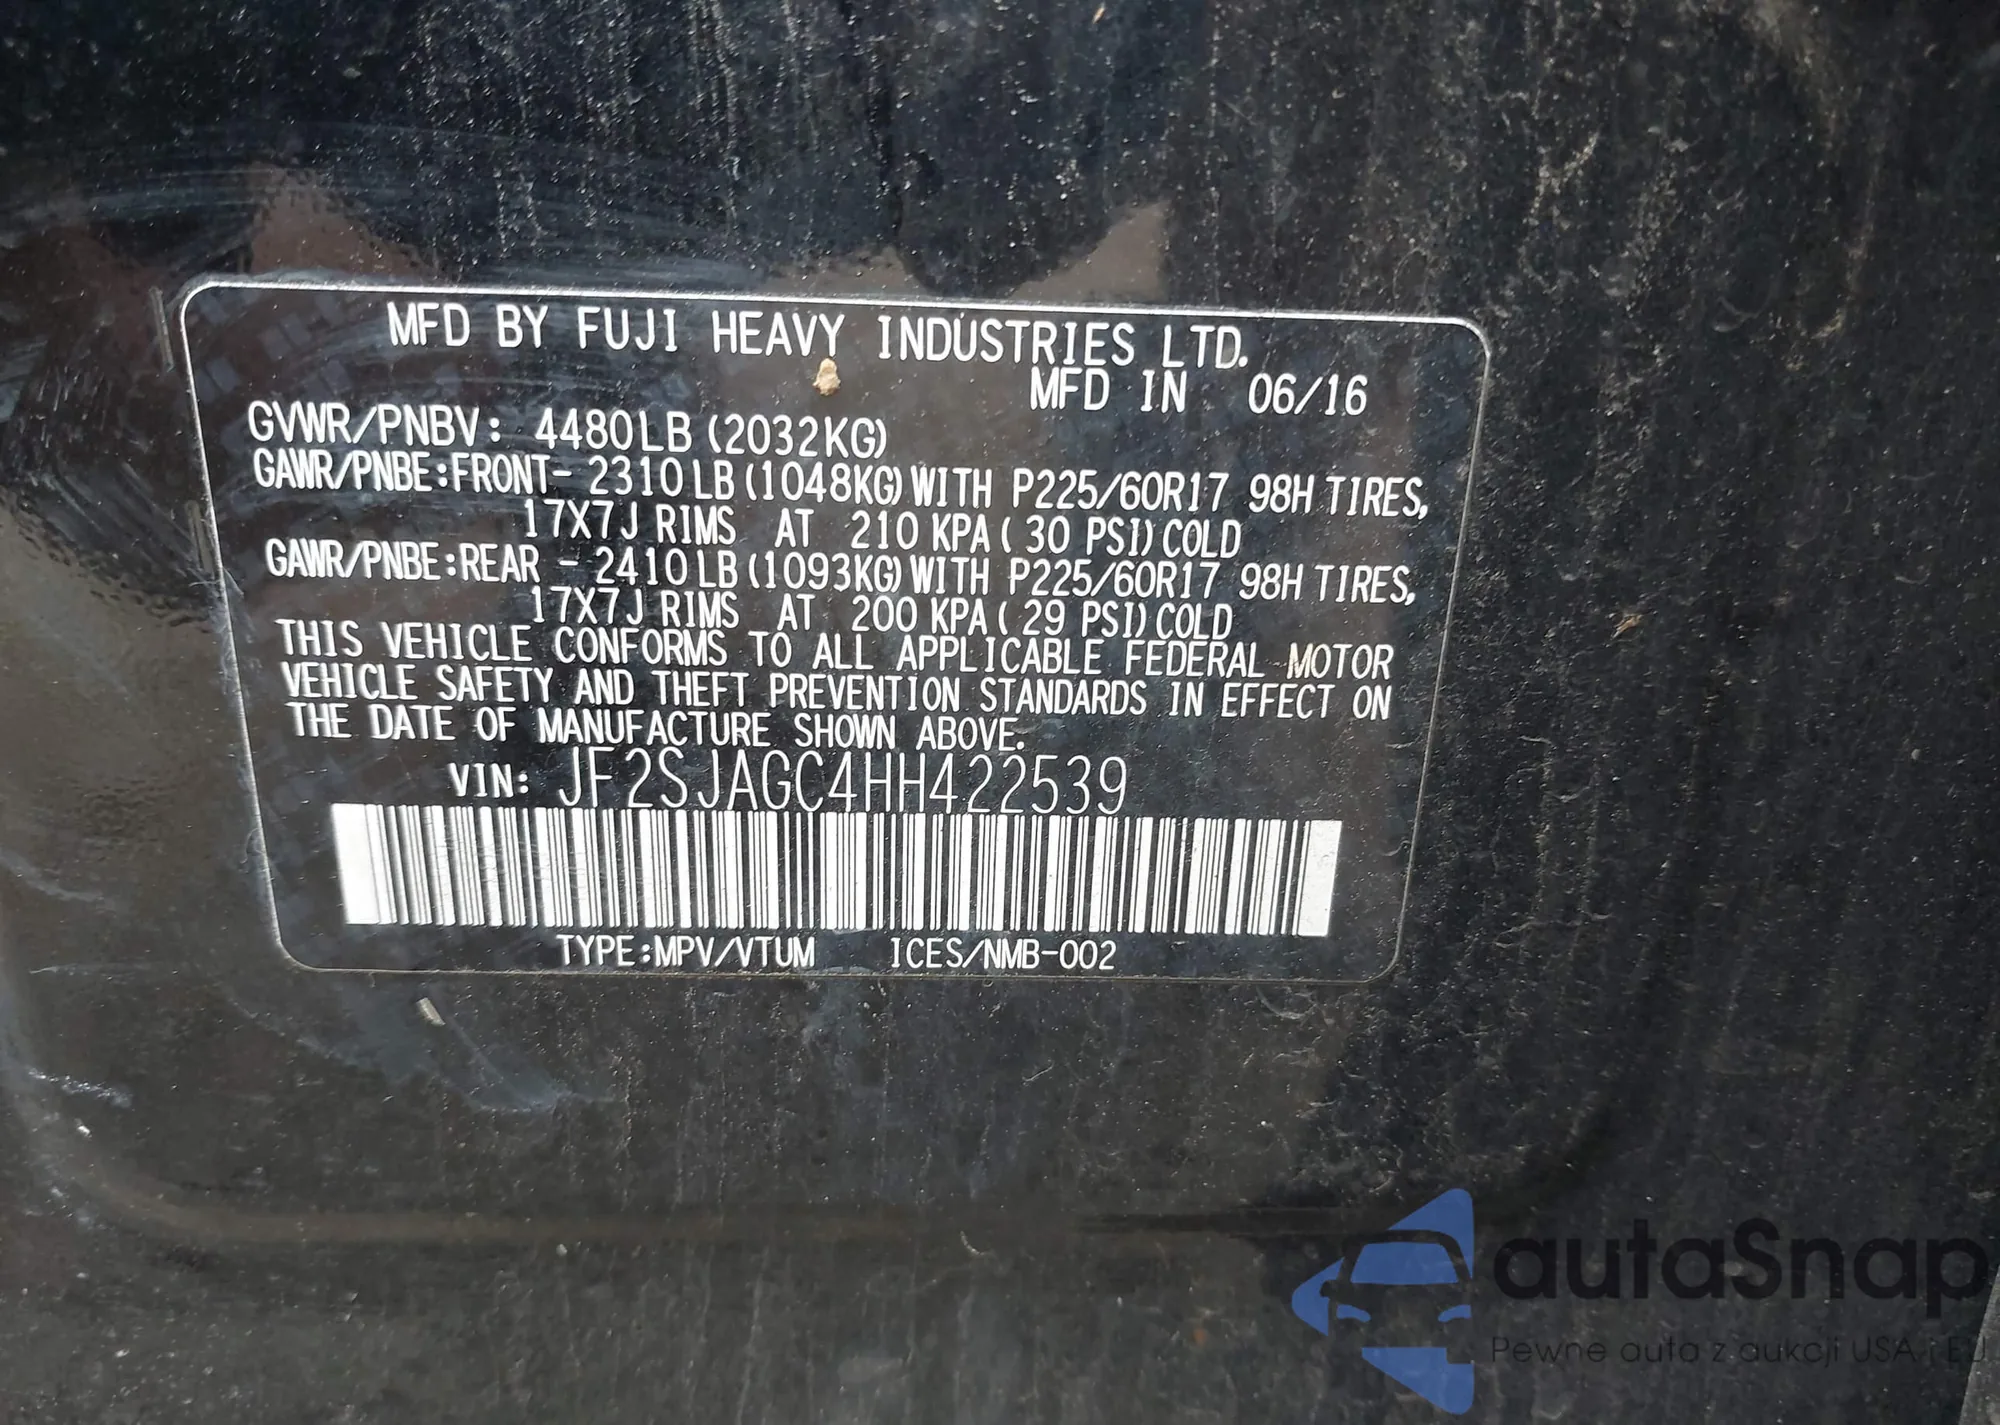 MFD BY FUJI HEAVY INDUSTRIES LTD.
MFD IN 06/16
GVWR/PNBV: 4480LB (2032KG)
GAWR/PNBE:FRONT- 2310LB (1048KG) WITH P225/60R17 98H TIRES,
17X7J RIMS AT 210 KPA ( 30 PSI) COLD
GAWR/PNBE:REAR - 2410LB (1093KG) WITH P225/60R17 98H TIRES,
17X7J RIMS AT 200 KPA ( 29 PSI) COLD
THIS VEHICLE CONFORMS TO ALL APPLICABLE FEDERAL MOTOR
VEHICLE SAFETY AND THEFT PREVENTION STANDARDS IN EFFECT ON
THE DATE OF MANUFACTURE SHOWN ABOVE.
VIN: JF2SJAGC4HH422539
TYPE:MPV/VTUM ICES/NMB-002
autaSnap
Pewne auta z aukcji USA i EU